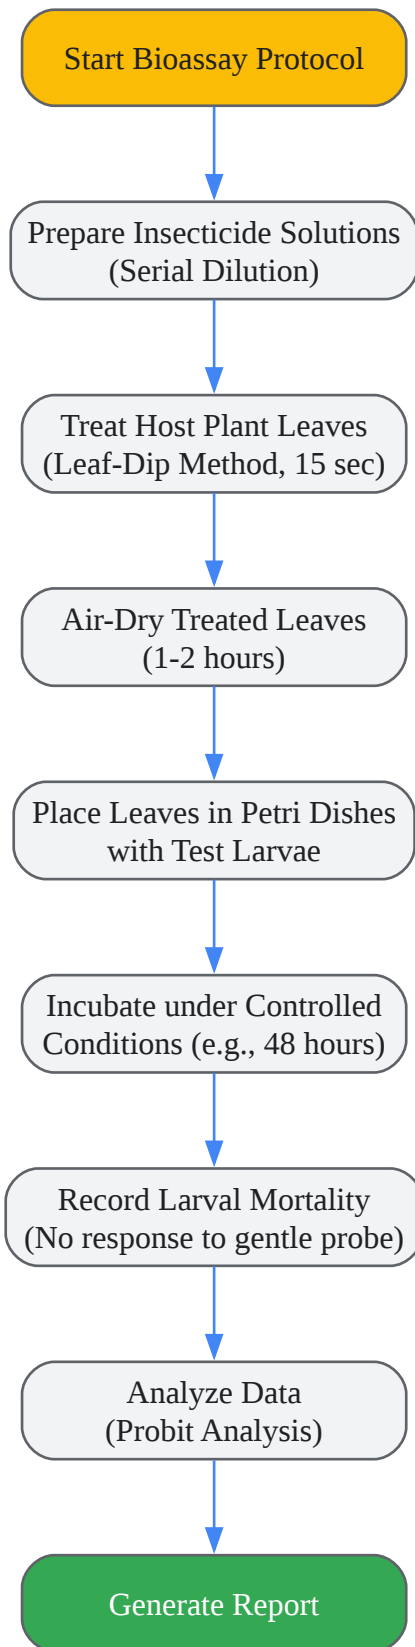 Start Bioassay Protocol
Prepare Insecticide Solutions
(Serial Dilution)
Treat Host Plant Leaves
(Leaf-Dip Method, 15 sec)
Air-Dry Treated Leaves
(1-2 hours)
Place Leaves in Petri Dishes
with Test Larvae
Incubate under Controlled
Conditions (e.g., 48 hours)
Record Larval Mortality
(No response to gentle probe)
Analyze Data
(Probit Analysis)
Generate Report